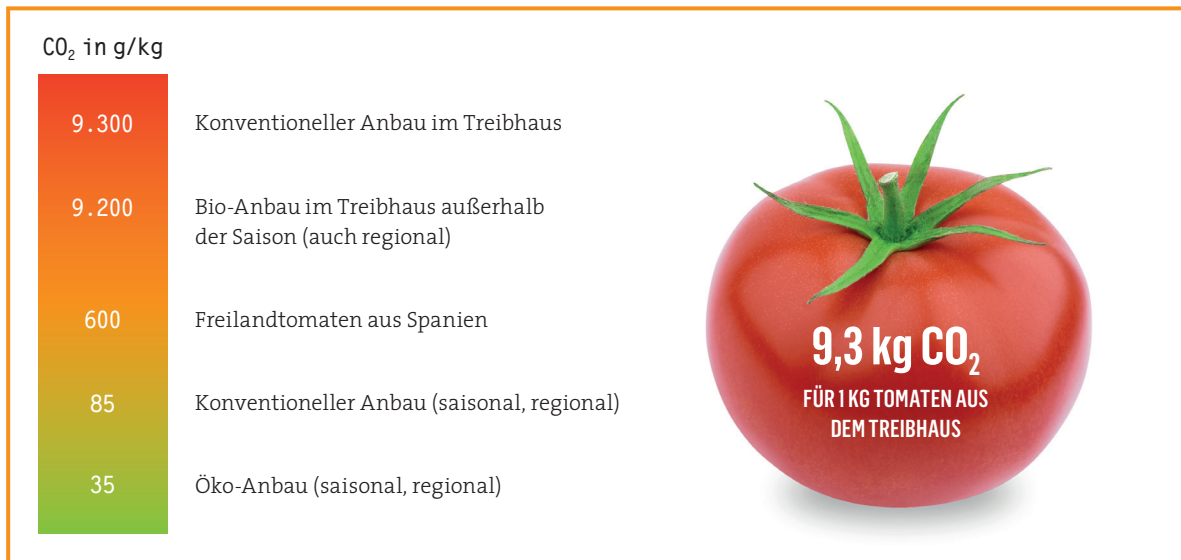 CO₂ in g/kg
9.300 Konventioneller Anbau im Treibhaus
9.200 Bio-Anbau im Treibhaus außerhalb
der Saison (auch regional)
600 Freilandtomaten aus Spanien
85 Konventioneller Anbau (saisonal, regional)
35 Öko-Anbau (saisonal, regional)
9,3 kg CO₂
FÜR 1 KG TOMATEN AUS
DEM TREIBHAUS